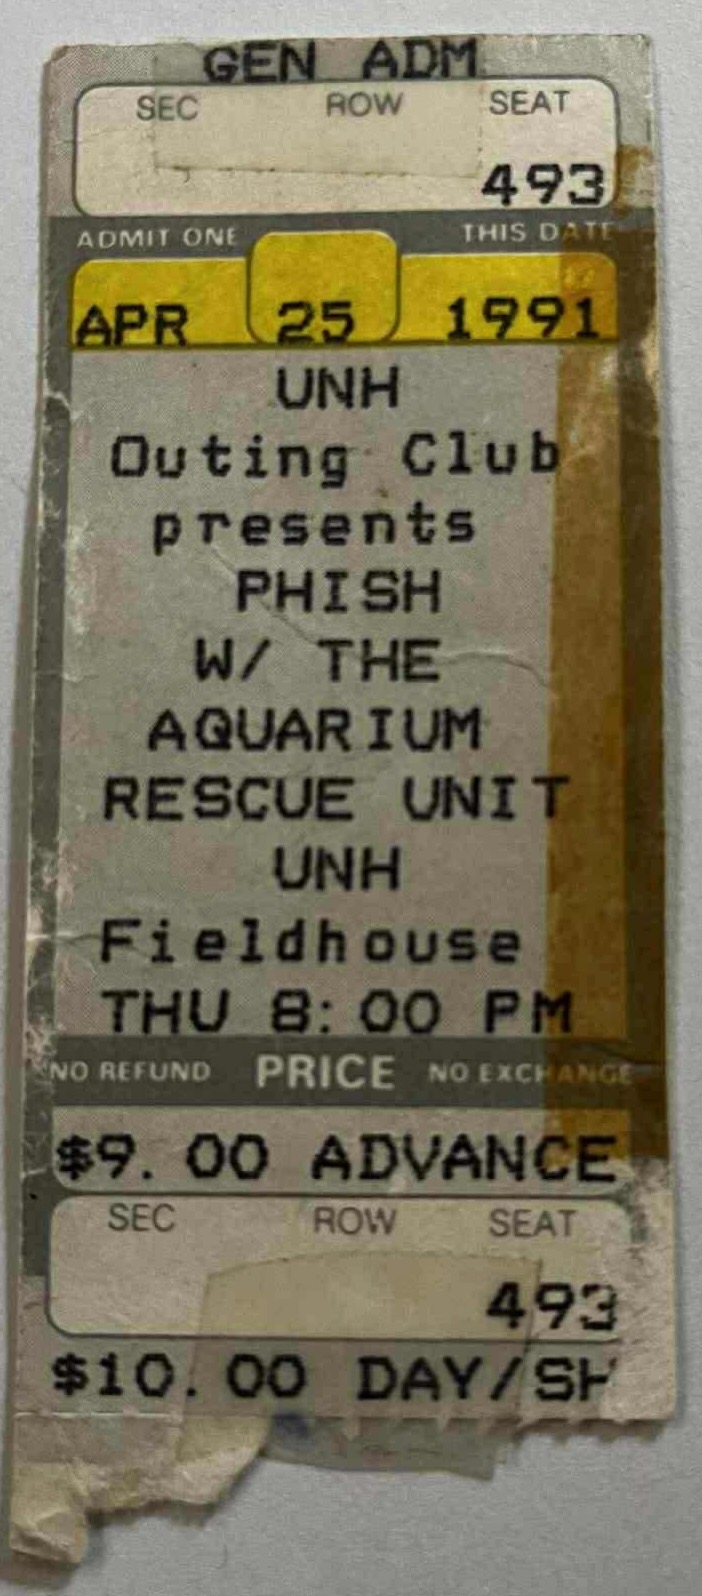 GEN ADM
SEC ROW SEAT
493
ADMIT ONE THIS DATE
APR 25 1991
UNH
Outing Club
presents
PHISH
W/ THE
AQUARIUM
RESCUE UNIT
UNH
Fieldhouse
THU 8:00 PM
NO REFUND PRICE NO EXCHANGE
$9.00 ADVANCE
SEC ROW SEAT
493
$10.00 DAY/SH